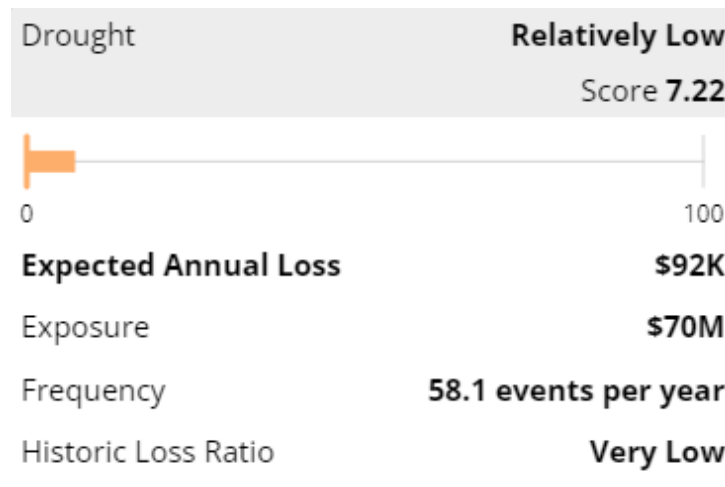 Drought Relatively Low
Score 7.22
0 100
Expected Annual Loss $92K
Exposure $70M
Frequency 58.1 events per year
Historic Loss Ratio Very Low